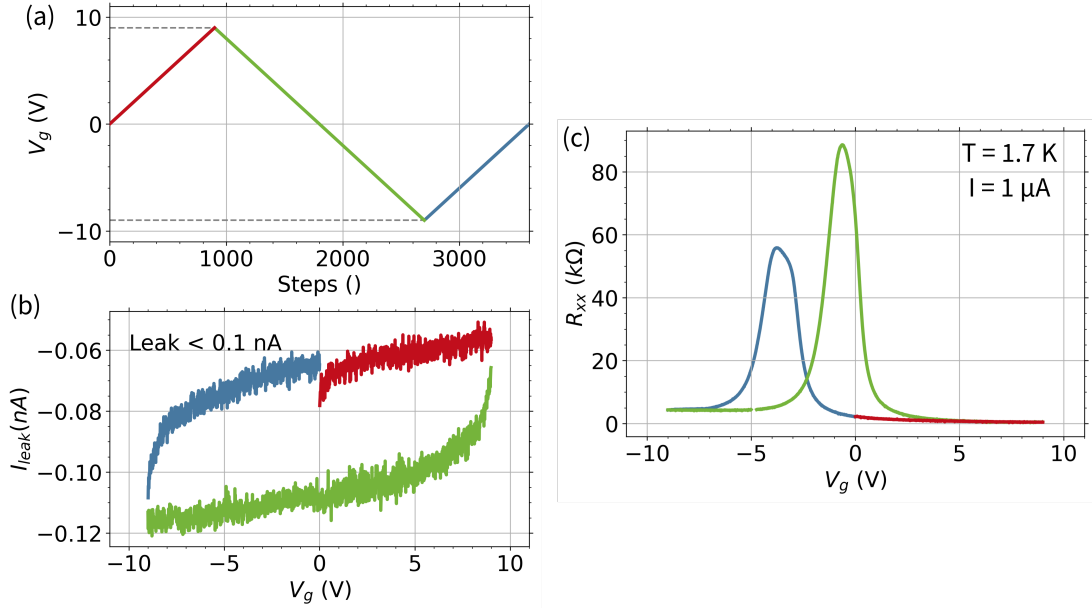 (a)
10
0
−10
V_g (V)
0
1000
2000
3000
Steps ()
(b)
Leak < 0.1 nA
−0.06
−0.08
−0.10
−0.12
I_leak(nA)
−10
−5
0
5
10
V_g (V)
(c)
T = 1.7 K
I = 1 μA
80
60
40
20
0
R_xx (kΩ)
−10
−5
0
5
10
V_g (V)